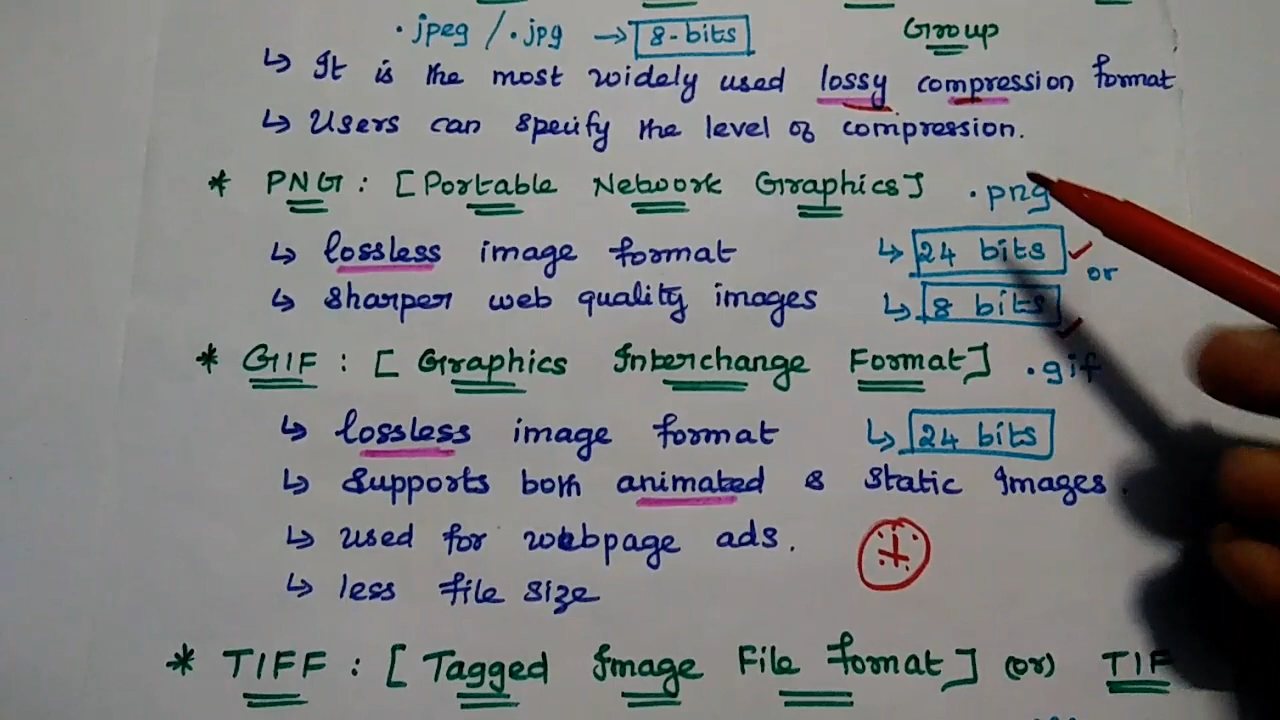 .jpeg / .jpg → 8-bits Group
↳ It is the most widely used lossy compression format
↳ Users can specify the level of compression.
* PNG : [Portable Network Graphics] .png
↳ lossless image format ↳ 24 bits ✓ or
↳ sharper web quality images ↳ 8 bits ✓
* GIF : [Graphics Interchange Format] .gif
↳ lossless image format ↳ 24 bits
↳ Supports both animated & static Images.
↳ used for webpage ads.
↳ less file size
* TIFF : [Tagged Image File format] (or) TIF